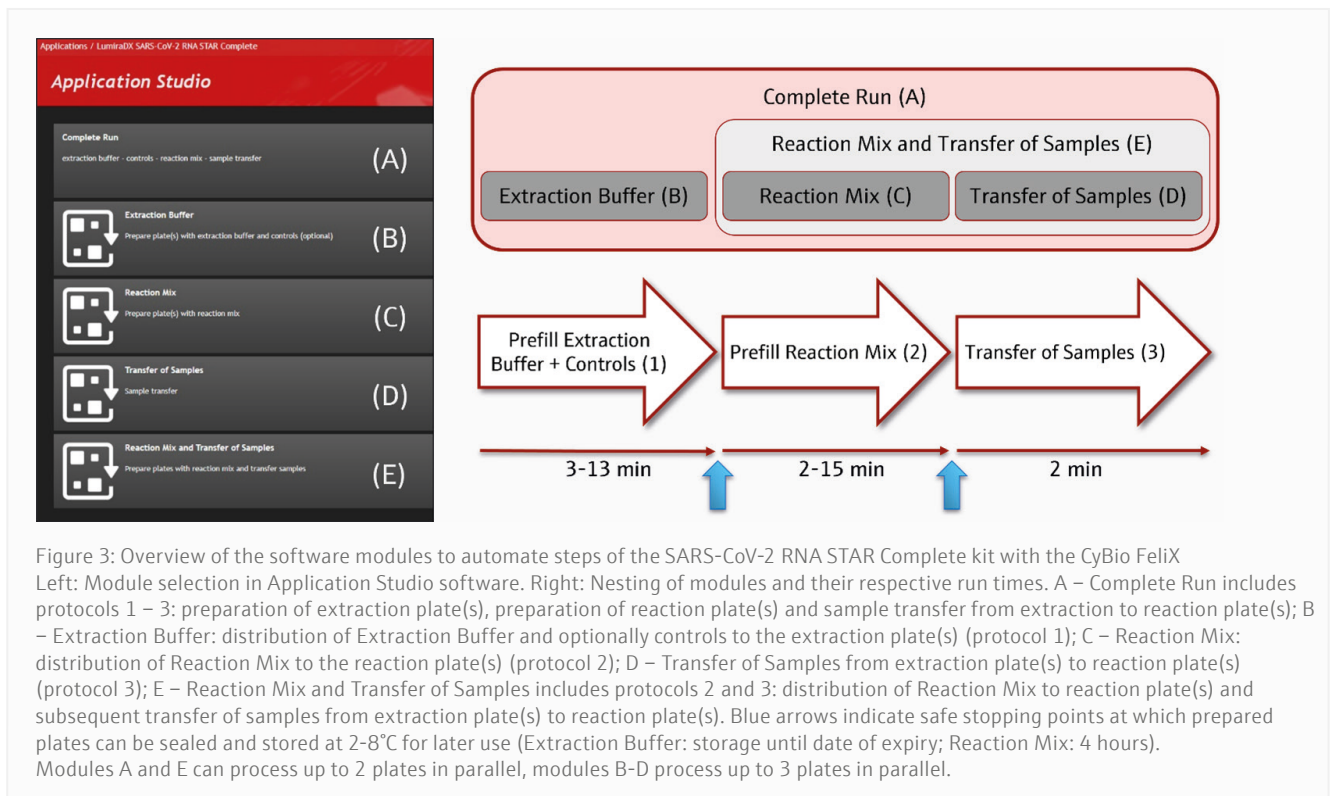 Applications / LumiraDX SARS-CoV-2 RNA STAR Complete
Application Studio
Complete Run
extraction buffer - controls - reaction mix - sample transfer
(A)
Extraction Buffer
Prepare plate(s) with extraction buffer and controls (optional)
(B)
Reaction Mix
Prepare plate(s) with reaction mix
(C)
Transfer of Samples
Sample transfer
(D)
Reaction Mix and Transfer of Samples
Prepare plates with reaction mix and transfer samples
(E)
Complete Run (A)
Reaction Mix and Transfer of Samples (E)
Extraction Buffer (B)
Reaction Mix (C)
Transfer of Samples (D)
Prefill Extraction
Buffer + Controls (1)
Prefill Reaction Mix (2)
Transfer of Samples (3)
3-13 min
2-15 min
2 min
Figure 3: Overview of the software modules to automate steps of the SARS-CoV-2 RNA STAR Complete kit with the CyBio FeliX
Left: Module selection in Application Studio software. Right: Nesting of modules and their respective run times. A – Complete Run includes
protocols 1 – 3: preparation of extraction plate(s), preparation of reaction plate(s) and sample transfer from extraction to reaction plate(s); B
– Extraction Buffer: distribution of Extraction Buffer and optionally controls to the extraction plate(s) (protocol 1); C – Reaction Mix:
distribution of Reaction Mix to the reaction plate(s) (protocol 2); D – Transfer of Samples from extraction plate(s) to reaction plate(s)
(protocol 3); E – Reaction Mix and Transfer of Samples includes protocols 2 and 3: distribution of Reaction Mix to reaction plate(s) and
subsequent transfer of samples from extraction plate(s) to reaction plate(s). Blue arrows indicate safe stopping points at which prepared
plates can be sealed and stored at 2-8°C for later use (Extraction Buffer: storage until date of expiry; Reaction Mix: 4 hours).
Modules A and E can process up to 2 plates in parallel, modules B-D process up to 3 plates in parallel.